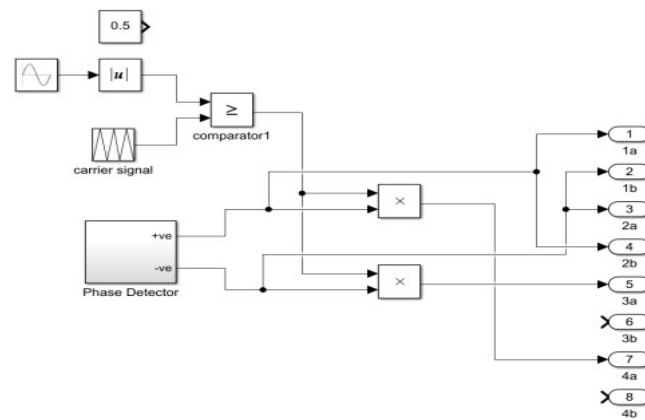 0.5
|u|
≥
comparator1
carrier signal
+ve
-ve
Phase Detector
×
×
1
1a
2
1b
3
2a
4
2b
5
3a
6
3b
7
4a
8
4b